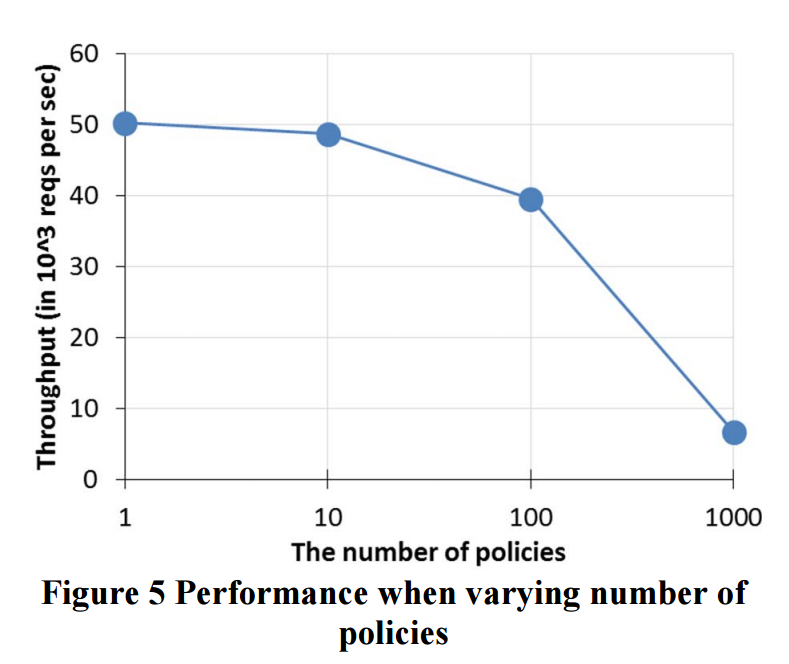 60
50
40
30
20
10
0
Throughput (in 10^3 reqs per sec)
1 10 100 1000
The number of policies
Figure 5 Performance when varying number of
policies